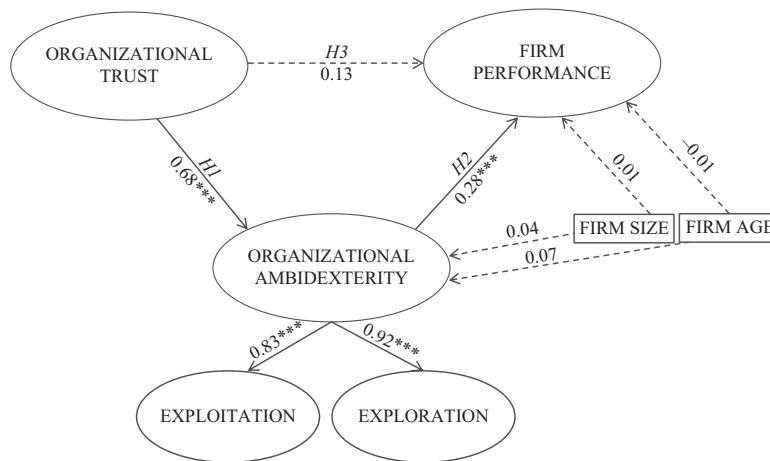 ORGANIZATIONAL
TRUST
H3
0.13
FIRM
PERFORMANCE
H1
0.68***
H2
0.28***
0.01
–0.01
0.04
FIRM SIZE
FIRM AGE
0.07
ORGANIZATIONAL
AMBIDEXTERITY
0.83***
0.92***
EXPLOITATION
EXPLORATION